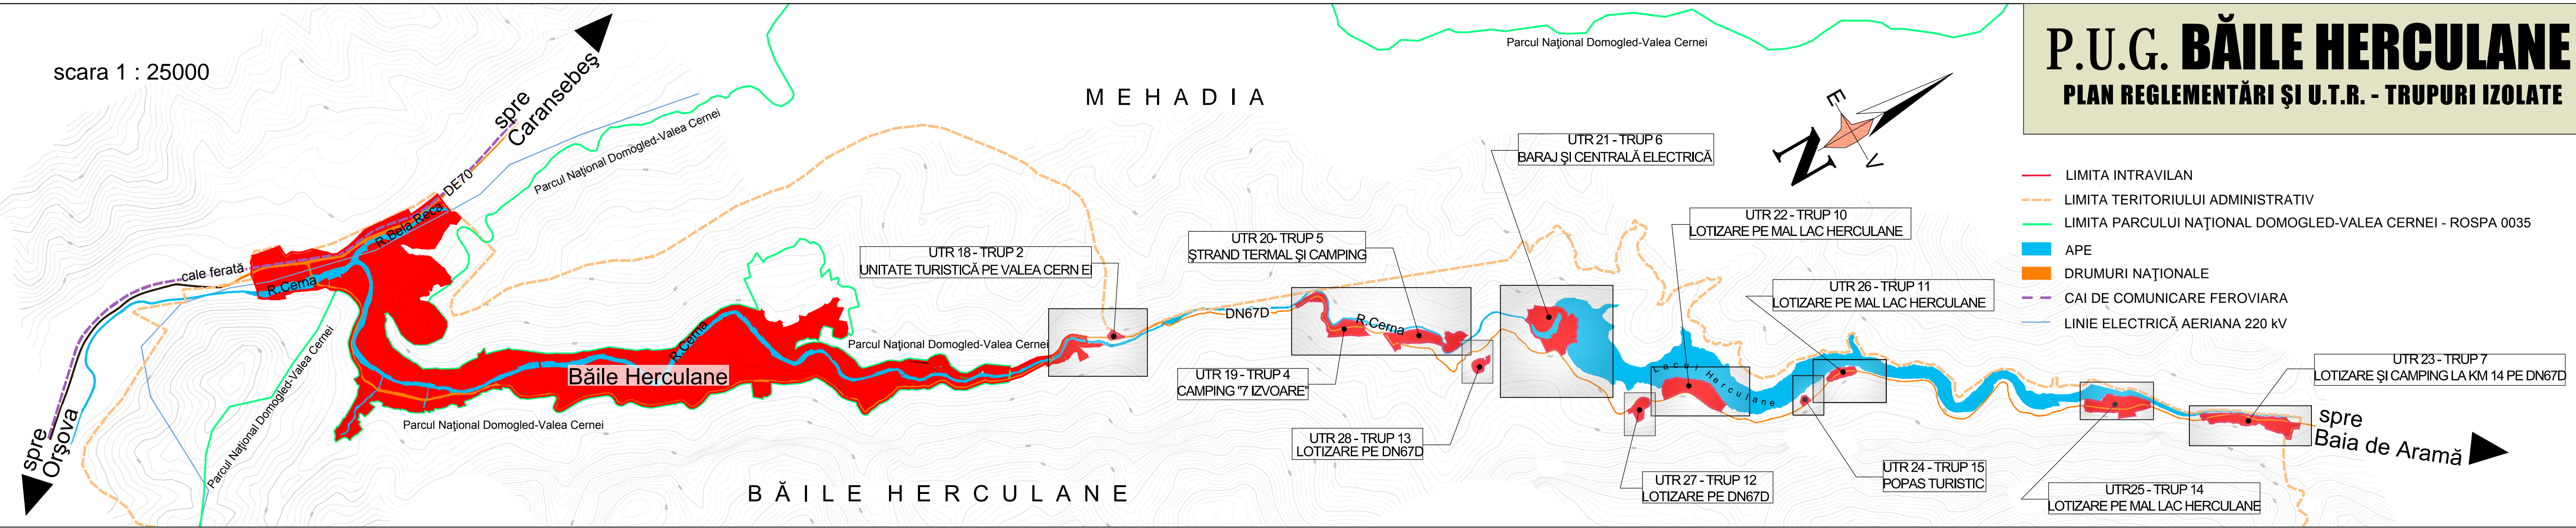 scara 1 : 25000
spre
Caransebeş
DE70
Parcul Naţional Domogled-Valea Cernei
Parcul Naţional Domogled-Valea Cernei
MEHADIA
P.U.G. BĂILE HERCULANE
PLAN REGLEMENTĂRI ŞI U.T.R. - TRUPURI IZOLATE
E
N
V
LIMITA INTRAVILAN
LIMITA TERITORIULUI ADMINISTRATIV
LIMITA PARCULUI NAŢIONAL DOMOGLED-VALEA CERNEI - ROSPA 0035
APE
DRUMURI NAŢIONALE
CAI DE COMUNICARE FEROVIARA
LINIE ELECTRICĂ AERIANA 220 kV
R.Bela Reca
cale ferată
R.Cerna
spre
Orşova
Parcul Naţional Domogled-Valea Cernei
R.Cerna
Băile Herculane
Parcul Naţional Domogled-Valea Cernei
Parcul Naţional Domogled-Valea Cernei
UTR 18 - TRUP 2
UNITATE TURISTICĂ PE VALEA CERN EI
UTR 20- TRUP 5
ŞTRAND TERMAL ŞI CAMPING
UTR 21 - TRUP 6
BARAJ ŞI CENTRALĂ ELECTRICĂ
UTR 22 - TRUP 10
LOTIZARE PE MAL LAC HERCULANE
UTR 26 - TRUP 11
LOTIZARE PE MAL LAC HERCULANE
DN67D
R.Cerna
Lacul Herculane
UTR 19 - TRUP 4
CAMPING "7 IZVOARE"
UTR 28 - TRUP 13
LOTIZARE PE DN67D
UTR 27 - TRUP 12
LOTIZARE PE DN67D
UTR 24 - TRUP 15
POPAS TURISTIC
UTR25 - TRUP 14
LOTIZARE PE MAL LAC HERCULANE
UTR 23 - TRUP 7
LOTIZARE ŞI CAMPING LA KM 14 PE DN67D
spre
Baia de Aramă
BĂILE HERCULANE